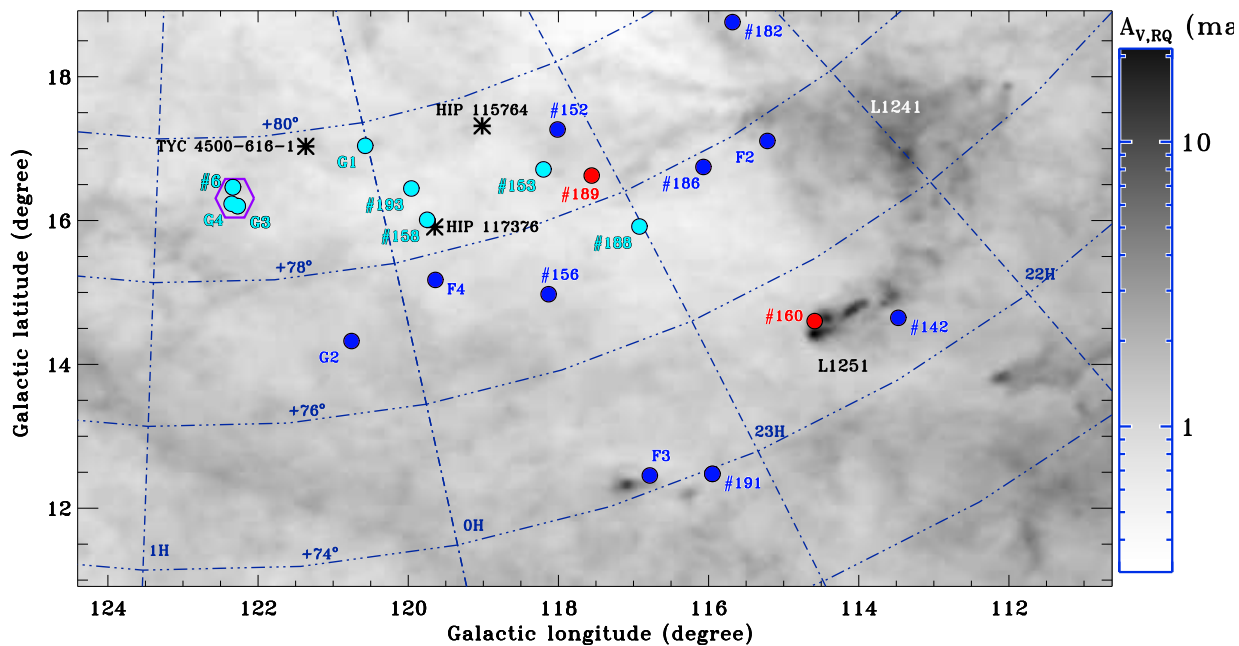 A_V,RQ (ma
#182
18
L1241
HIP 115764
#152
+80°
TYC 4500-616-1
G1
F2
10
#153
#186
#6
#189
#193
G4
G3
16
#158
HIP 117376
#188
+78°
#156
22H
F4
#160
#142
G2
14
L1251
+76°
1
23H
F3
#191
12
0H
1H
+74°
124
122
120
118
116
114
112
Galactic longitude (degree)
Galactic latitude (degree)